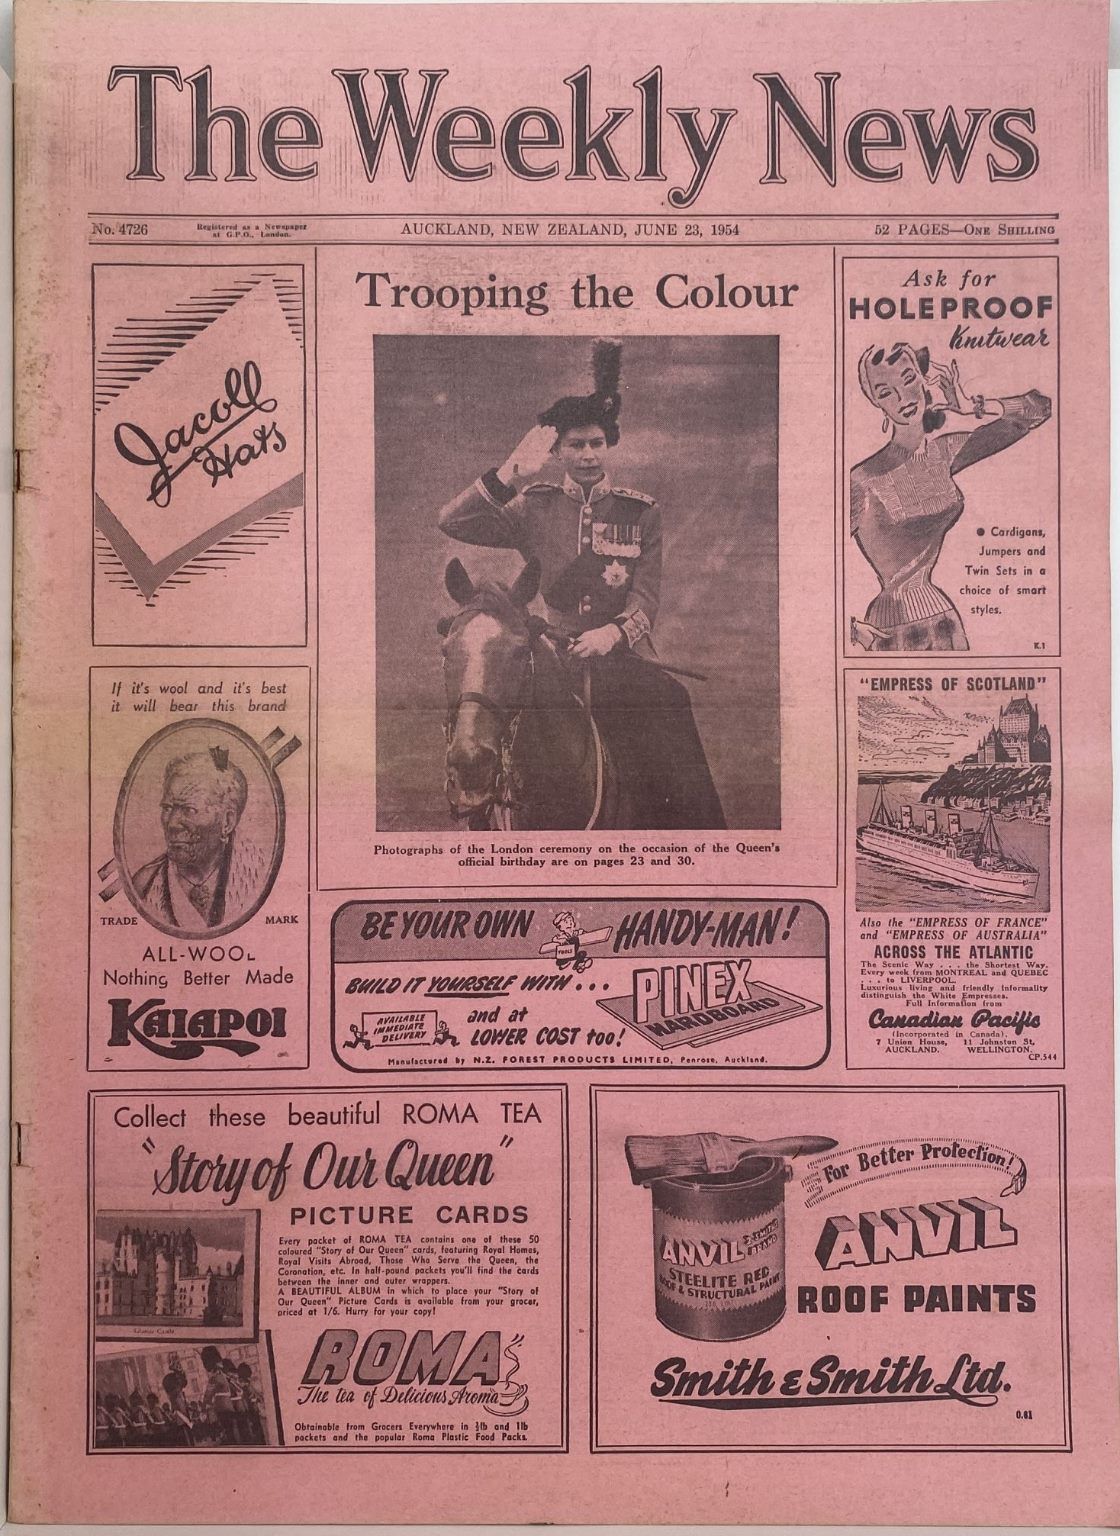 The Weekly News
No. 4726
Registered as a Newspaper
at G.P.O., London.
AUCKLAND, NEW ZEALAND, JUNE 23, 1954
52 PAGES—ONE SHILLING
Jacoll
Hats
Trooping the Colour
Photographs of the London ceremony on the occasion of the Queen's
official birthday are on pages 23 and 30.
Ask for
HOLEPROOF
Knitwear
● Cardigans,
Jumpers and
Twin Sets in a
choice of smart
styles.
K.1
If it's wool and it's best
it will bear this brand
TRADE MARK
ALL-WOOL
Nothing Better Made
KAIAPOI
BE YOUR OWN HANDY-MAN!
TOOLS
BUILD IT YOURSELF WITH...
PINEX
HARDBOARD
AVAILABLE
IMMEDIATE
DELIVERY
and at
LOWER COST too!
Manufactured by N.Z. FOREST PRODUCTS LIMITED, Penrose, Auckland.
"EMPRESS OF SCOTLAND"
Also the "EMPRESS OF FRANCE"
and "EMPRESS OF AUSTRALIA"
ACROSS THE ATLANTIC
The Scenic Way . . . the Shortest Way.
Every week from MONTREAL and QUEBEC
. . . to LIVERPOOL.
Luxurious living and friendly informality
distinguish the White Empresses.
Full Information from
Canadian Pacific
(Incorporated in Canada).
7 Union House, 11 Johnston St,
AUCKLAND. WELLINGTON.
CP.544
Collect these beautiful ROMA TEA
"Story of Our Queen"
PICTURE CARDS
Every packet of ROMA TEA contains one of these 50
coloured "Story of Our Queen" cards, featuring Royal Homes,
Royal Visits Abroad, Those Who Serve the Queen, the
Coronation, etc. In half-pound packets you'll find the cards
between the inner and outer wrappers.
A BEAUTIFUL ALBUM in which to place your "Story of
Our Queen" Picture Cards is available from your grocer,
priced at 1/6. Hurry for your copy!
Glamis Castle
ROMA
The tea of Delicious Aroma
Obtainable from Grocers Everywhere in ½lb and 1lb
packets and the popular Roma Plastic Food Packs.
For Better Protection!
ANVIL
ROOF PAINTS
ANVIL
BRAND
STEELITE RED
ROOF & STRUCTURAL PAINT
Smith & Smith Ltd.
0.61